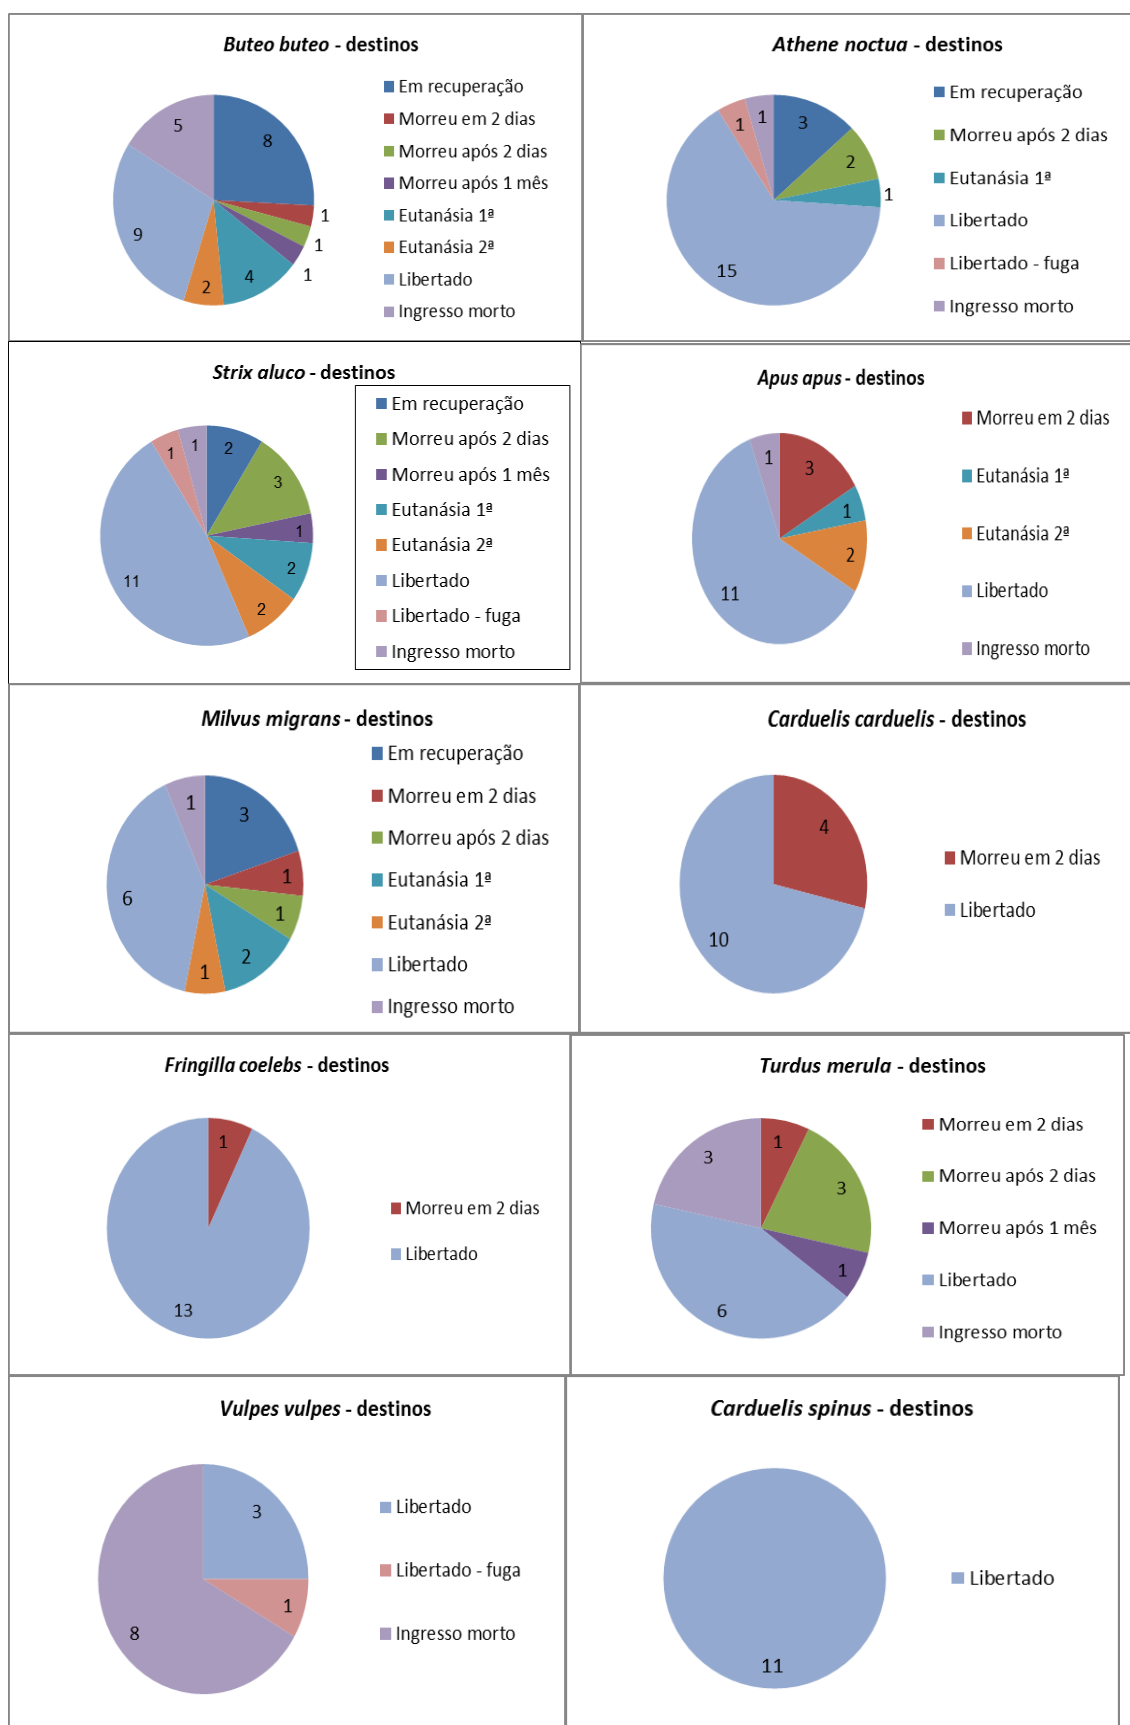 Buteo buteo - destinos
8
1
1
1
4
2
9
5
Em recuperação
Morreu em 2 dias
Morreu após 2 dias
Morreu após 1 mês
Eutanásia 1ª
Eutanásia 2ª
Libertado
Ingresso morto
Athene noctua - destinos
3
2
1
15
1
1
Em recuperação
Morreu após 2 dias
Eutanásia 1ª
Libertado
Libertado - fuga
Ingresso morto
Strix aluco - destinos
2
3
1
2
2
11
1
1
Em recuperação
Morreu após 2 dias
Morreu após 1 mês
Eutanásia 1ª
Eutanásia 2ª
Libertado
Libertado - fuga
Ingresso morto
Apus apus - destinos
3
1
2
11
1
Morreu em 2 dias
Eutanásia 1ª
Eutanásia 2ª
Libertado
Ingresso morto
Milvus migrans - destinos
3
1
1
2
1
6
1
Em recuperação
Morreu em 2 dias
Morreu após 2 dias
Eutanásia 1ª
Eutanásia 2ª
Libertado
Ingresso morto
Carduelis carduelis - destinos
4
10
Morreu em 2 dias
Libertado
Fringilla coelebs - destinos
1
13
Morreu em 2 dias
Libertado
Turdus merula - destinos
1
3
1
6
3
Morreu em 2 dias
Morreu após 2 dias
Morreu após 1 mês
Libertado
Ingresso morto
Vulpes vulpes - destinos
3
1
8
Libertado
Libertado - fuga
Ingresso morto
Carduelis spinus - destinos
11
Libertado